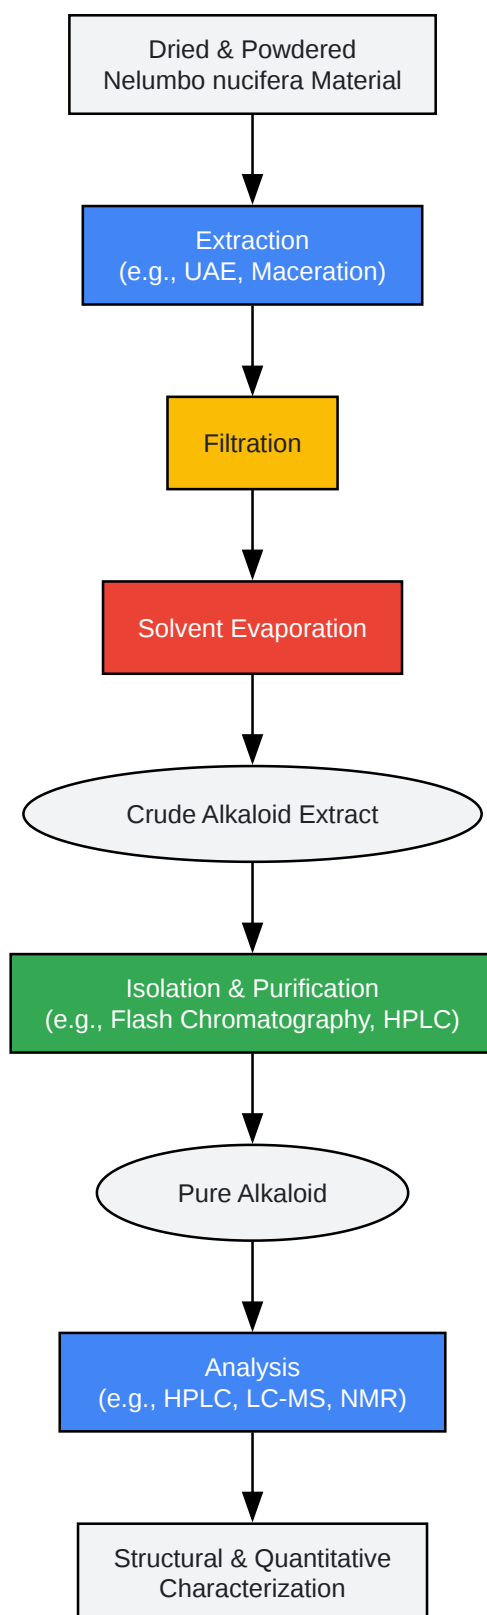 Dried & Powdered
Nelumbo nucifera Material
Extraction
(e.g., UAE, Maceration)
Filtration
Solvent Evaporation
Crude Alkaloid Extract
Isolation & Purification
(e.g., Flash Chromatography, HPLC)
Pure Alkaloid
Analysis
(e.g., HPLC, LC-MS, NMR)
Structural & Quantitative
Characterization